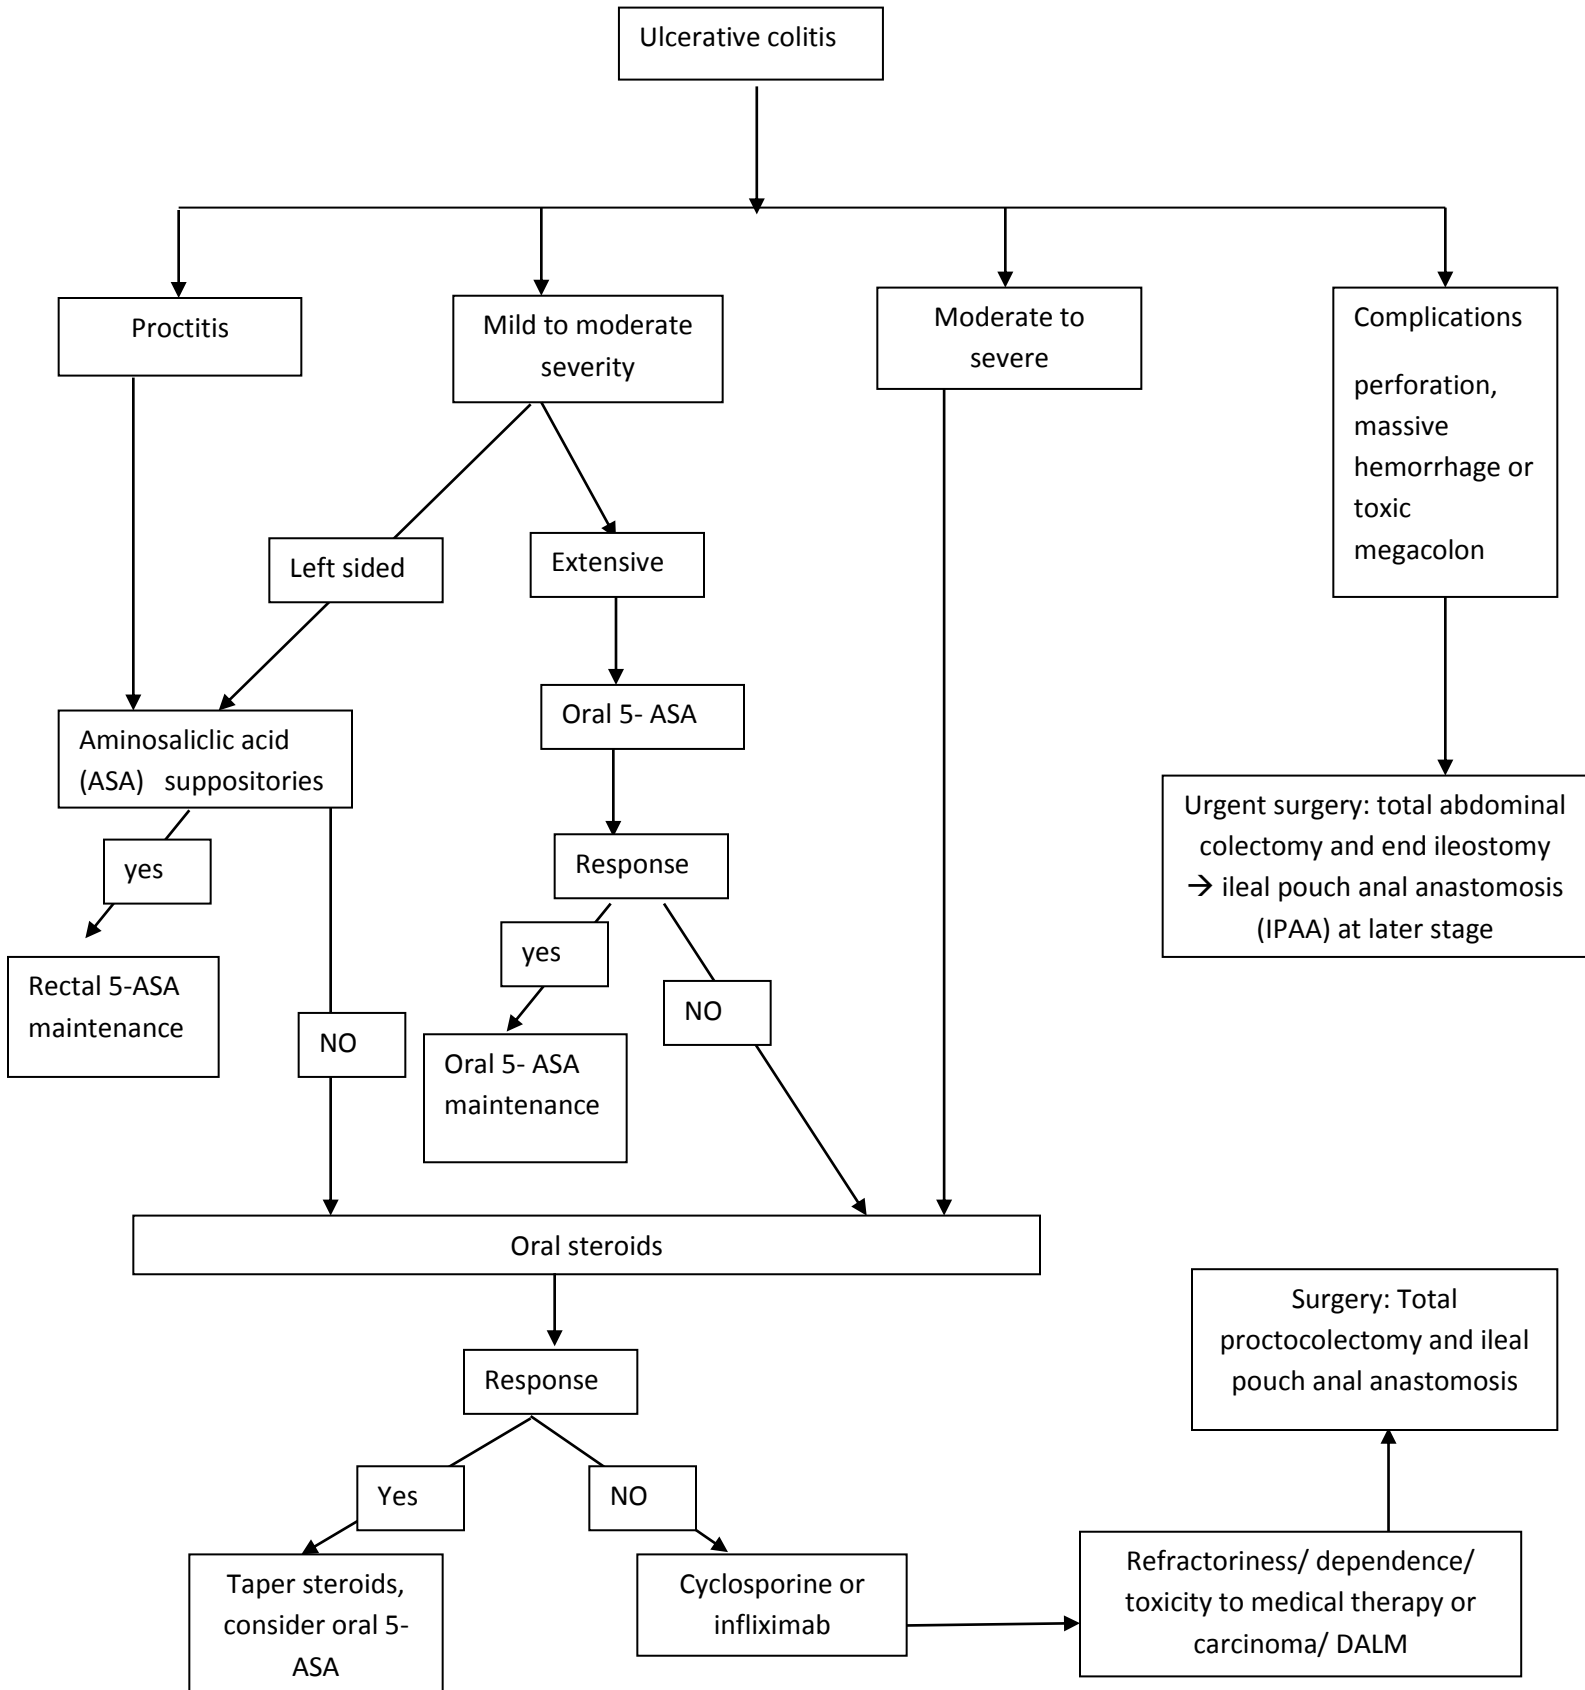 Ulcerative colitis
Proctitis
Mild to moderate
severity
Moderate to
severe
Complications
perforation,
massive
hemorrhage or
toxic
megacolon
Left sided
Extensive
Oral 5- ASA
Aminosaliclic acid
(ASA) suppositories
Urgent surgery: total abdominal
colectomy and end ileostomy
→ ileal pouch anal anastomosis
(IPAA) at later stage
yes
Response
yes
Rectal 5-ASA
maintenance
NO
NO
Oral 5- ASA
maintenance
Oral steroids
Response
Surgery: Total
proctocolectomy and ileal
pouch anal anastomosis
Yes
NO
Taper steroids,
consider oral 5-
ASA
Cyclosporine or
infliximab
Refractoriness/ dependence/
toxicity to medical therapy or
carcinoma/ DALM